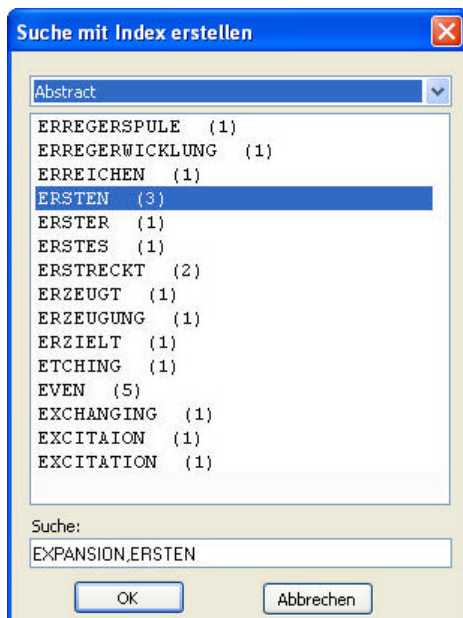 Suche mit Index erstellen
Abstract
ERREGERSPULE (1)
ERREGERWICKLUNG (1)
ERREICHEN (1)
ERSTEN (3)
ERSTER (1)
ERSTES (1)
ERSTRECKT (2)
ERZEUGT (1)
ERZEUGUNG (1)
ERZIELT (1)
ETCHING (1)
EVEN (5)
EXCHANGING (1)
EXCITAION (1)
EXCITATION (1)
Suche:
EXPANSION,ERSTEN
OK Abbrechen